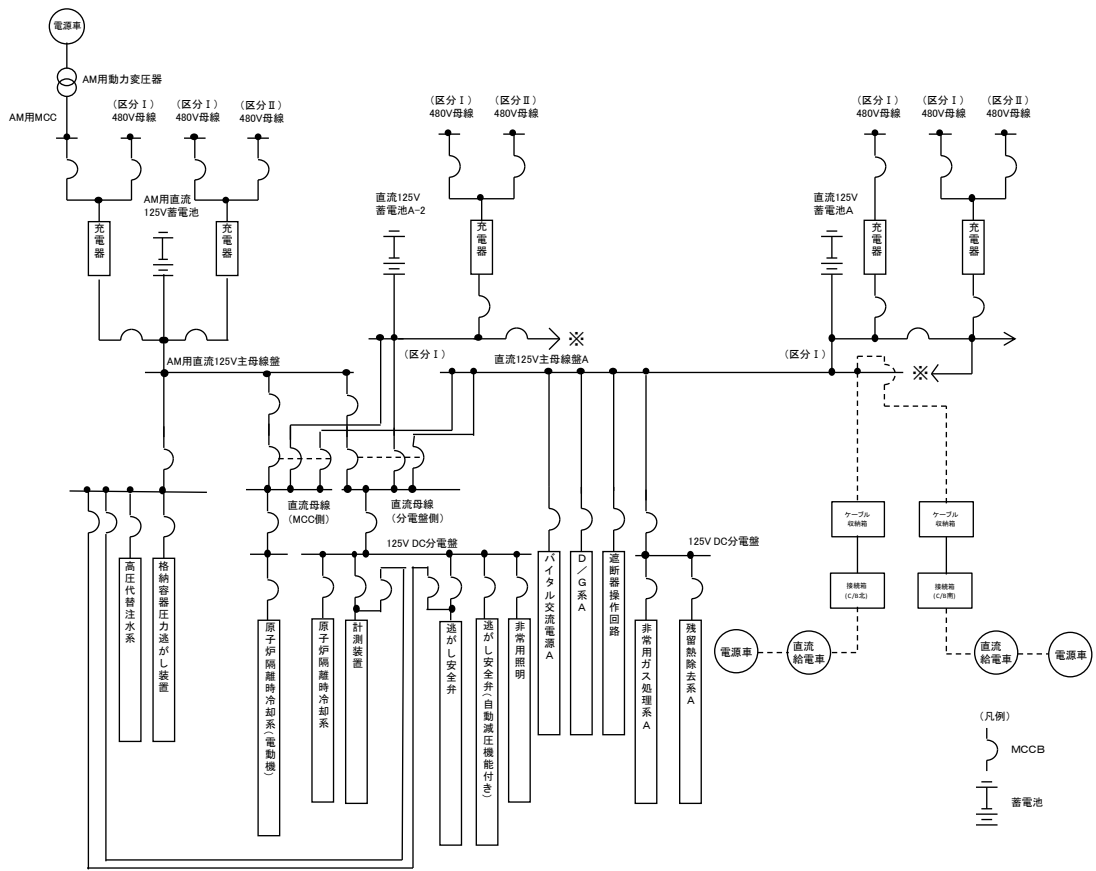 電源車
AM用動力変圧器
AM用MCC
(区分Ⅰ)
480V母線
(区分Ⅰ)
480V母線
(区分Ⅱ)
480V母線
(区分Ⅰ)
480V母線
(区分Ⅱ)
480V母線
(区分Ⅰ)
480V母線
(区分Ⅰ)
480V母線
(区分Ⅱ)
480V母線
AM用直流
125V蓄電池
直流125V
蓄電池A-2
直流125V
蓄電池A
充電器
充電器
充電器
充電器
充電器
※
AM用直流125V主母線盤
(区分Ⅰ)
直流125V主母線盤A
(区分Ⅰ)
※
直流母線
(MCC側)
直流母線
(分電盤側)
125V DC分電盤
125V DC分電盤
高圧代替注水系
格納容器圧力逃がし装置
原子炉隔離時冷却系(電動機)
原子炉隔離時冷却系
計測装置
逃がし安全弁
逃がし安全弁(自動減圧機能付き)
非常用照明
バイタル交流電源A
D/G系A
遮断器操作回路
非常用ガス処理系A
残留熱除去系A
ケーブル
収納箱
ケーブル
収納箱
接続箱
(C/B北)
接続箱
(C/B南)
電源車
直流
給電車
直流
給電車
電源車
(凡例)
MCCB
蓄電池